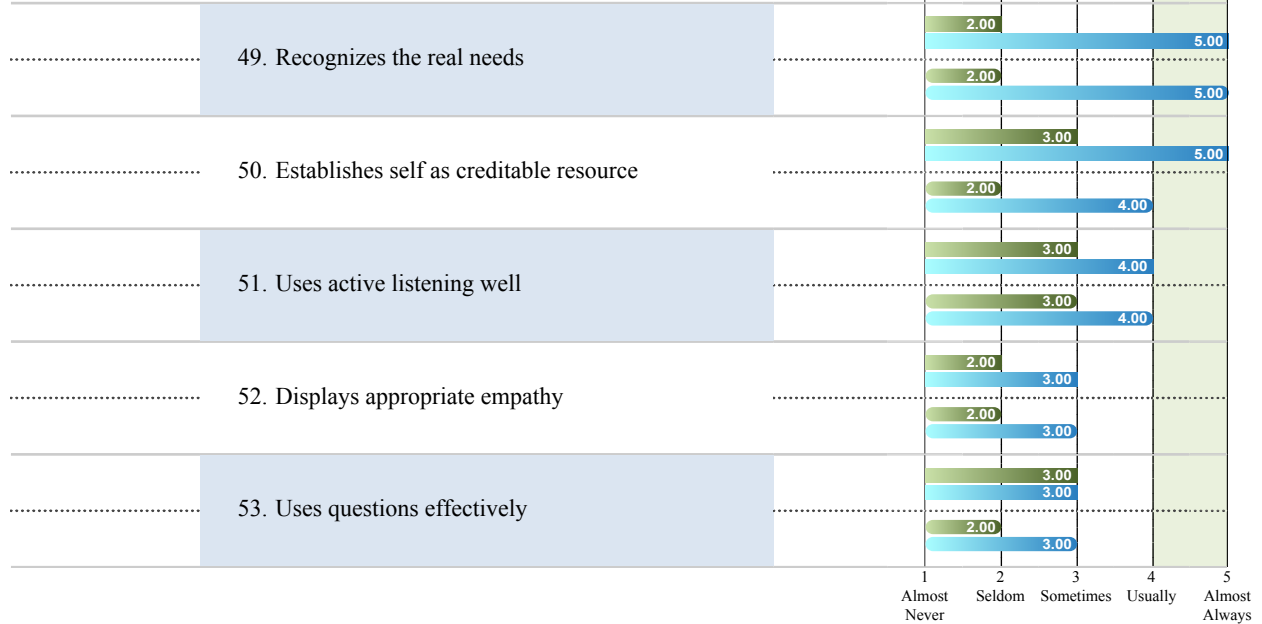 2.00
5.00
49. Recognizes the real needs
2.00
5.00
3.00
5.00
50. Establishes self as creditable resource
2.00
4.00
3.00
4.00
51. Uses active listening well
3.00
4.00
2.00
3.00
52. Displays appropriate empathy
2.00
3.00
3.00
3.00
53. Uses questions effectively
2.00
3.00
1 2 3 4 5
Almost Seldom Sometimes Usually Almost
Never Always